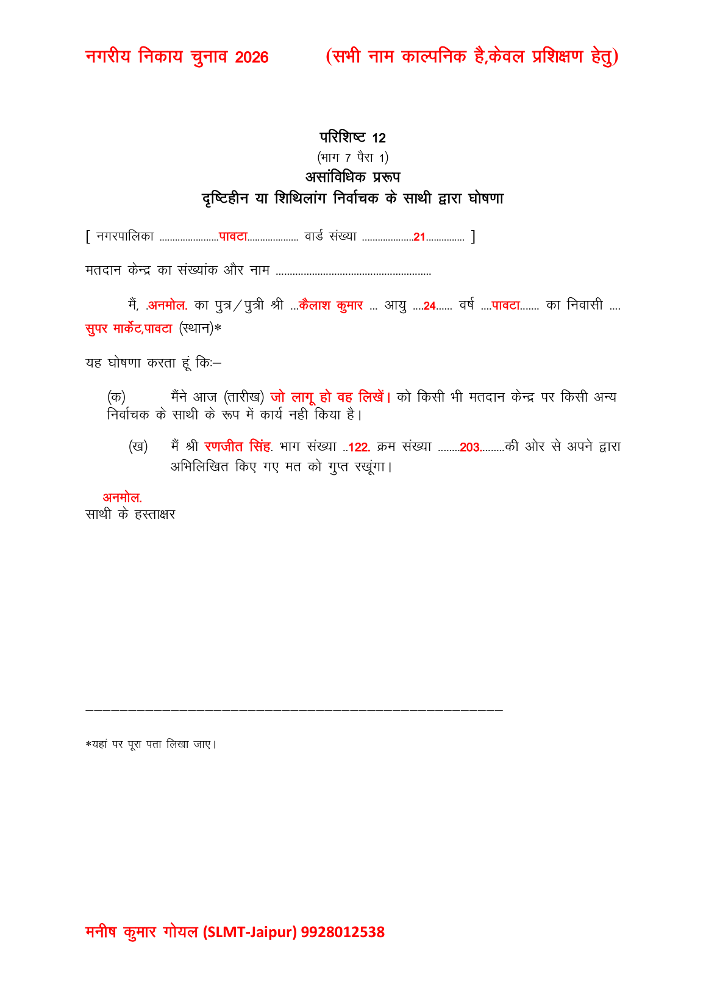 नगरीय निकाय चुनाव 2026 (सभी नाम काल्पनिक है,केवल प्रशिक्षण हेतु)
परिशिष्ट 12
(भाग 7 पैरा 1)
असांविधिक प्ररूप
दृष्टिहीन या शिथिलांग निर्वाचक के साथी द्वारा घोषणा
[ नगरपालिका .......................पावटा.................... वार्ड संख्या ....................21............... ]
मतदान केन्द्र का संख्यांक और नाम ........................................................
मैं, .अनमोल. का पुत्र/पुत्री श्री ...कैलाश कुमार ... आयु ....24...... वर्ष ....पावटा....... का निवासी ....
सुपर मार्केट,पावटा (स्थान)*
यह घोषणा करता हूं किः–
(क) मैंने आज (तारीख) जो लागू हो वह लिखें। को किसी भी मतदान केन्द्र पर किसी अन्य
निर्वाचक के साथी के रूप में कार्य नही किया है।
(ख) मैं श्री रणजीत सिंह. भाग संख्या ..122. क्रम संख्या ........203.........की ओर से अपने द्वारा
अभिलिखित किए गए मत को गुप्त रखूंगा।
अनमोल.
साथी के हस्ताक्षर
–––––––––––––––––––––––––––––––––––––––––––––––––
*यहां पर पूरा पता लिखा जाए।
मनीष कुमार गोयल (SLMT-Jaipur) 9928012538